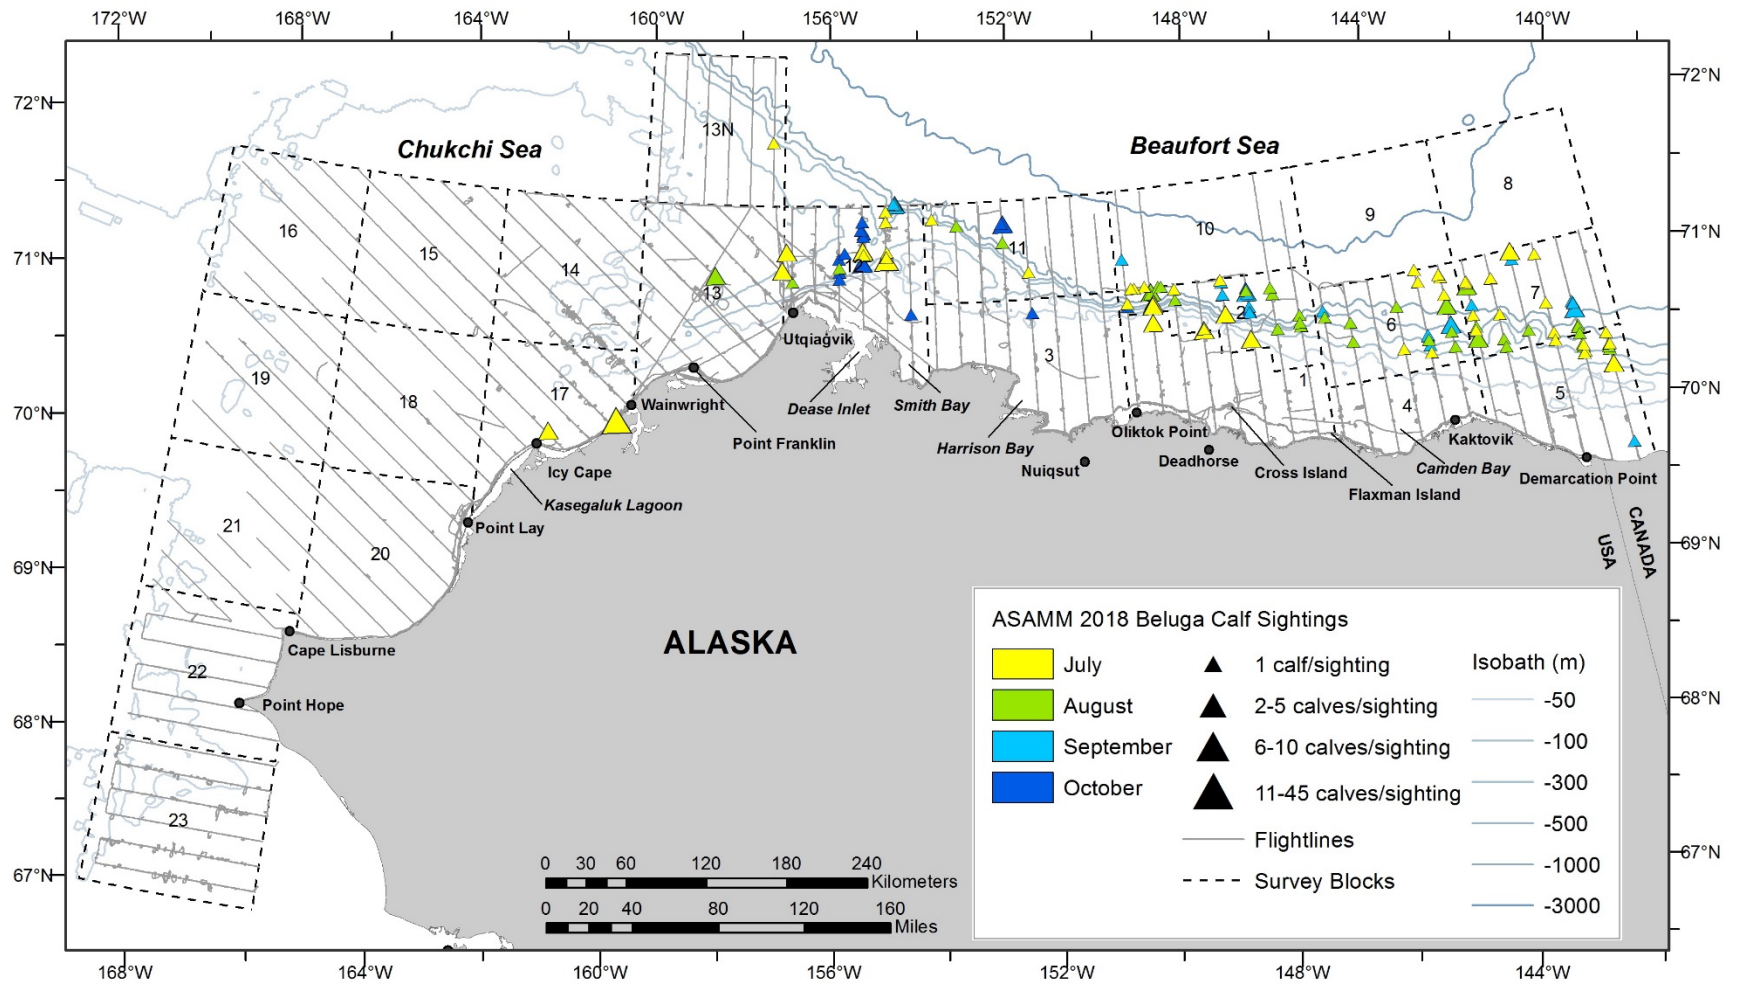 172°W 168°W 164°W 160°W 156°W 152°W 148°W 144°W 140°W
72°N 72°N
71°N 71°N
70°N 70°N
69°N 69°N
68°N 68°N
67°N 67°N
168°W 164°W 160°W 156°W 152°W 148°W 144°W
Chukchi Sea
Beaufort Sea
13N
8
9
10
16
15
14
13
12
11
7
6
2
3
1
4
5
19
18
17
21
20
22
23
Utqiaġvik
Wainwright
Point Franklin
Dease Inlet
Smith Bay
Harrison Bay
Icy Cape
Kasegaluk Lagoon
Point Lay
Oliktok Point
Nuiqsut
Deadhorse
Cross Island
Flaxman Island
Camden Bay
Kaktovik
Demarcation Point
USA
CANADA
Cape Lisburne
Point Hope
ALASKA
ASAMM 2018 Beluga Calf Sightings
July
August
September
October
1 calf/sighting
2-5 calves/sighting
6-10 calves/sighting
11-45 calves/sighting
Flightlines
Survey Blocks
Isobath (m)
-50
-100
-300
-500
-1000
-3000
0 30 60 120 180 240
Kilometers
0 20 40 80 120 160
Miles